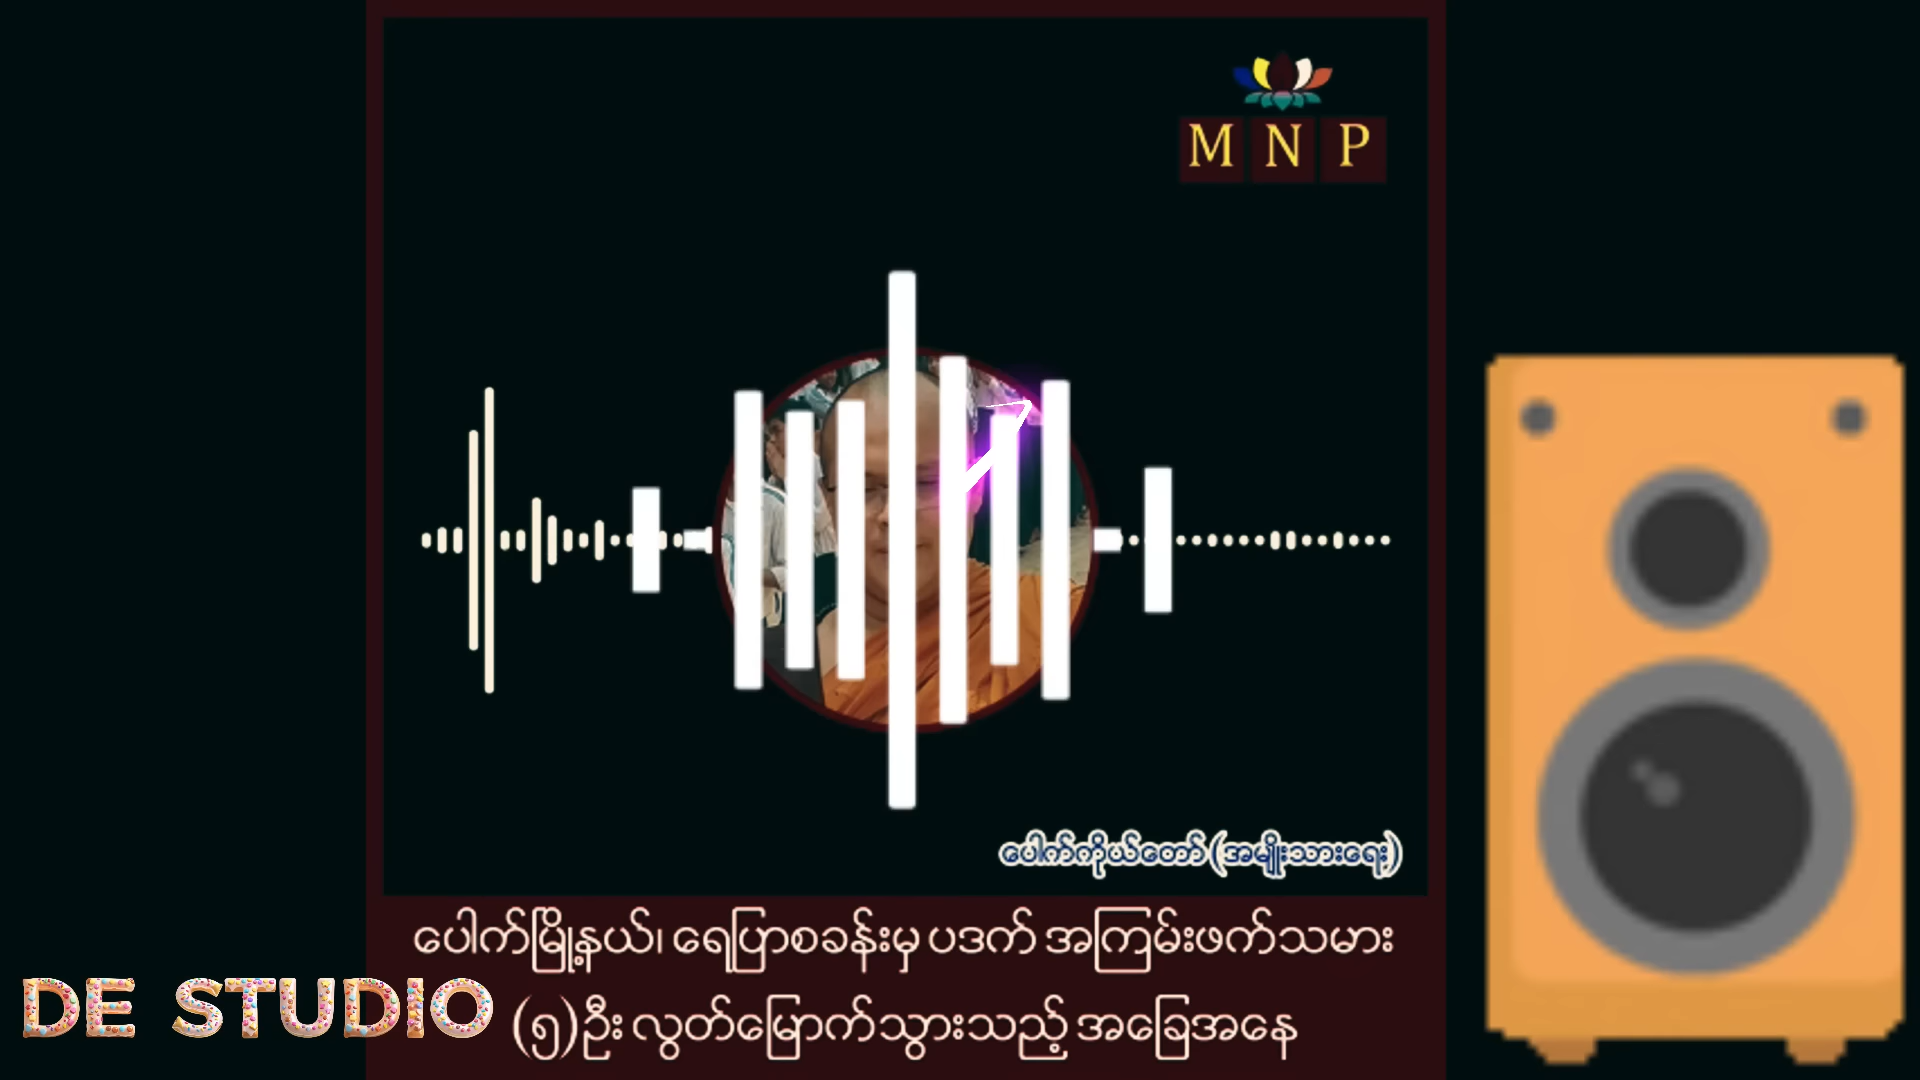 M N P
ပေါက်ကိုယ်တော် (အမျိုးသားရေး)
ပေါက်မြို့နယ်၊ ရေပြာစခန်းမှ ပဒက် အကြမ်းဖက်သမား
(၅)ဦး လွတ်မြောက်သွားသည့် အခြေအနေ
DE STUDIO